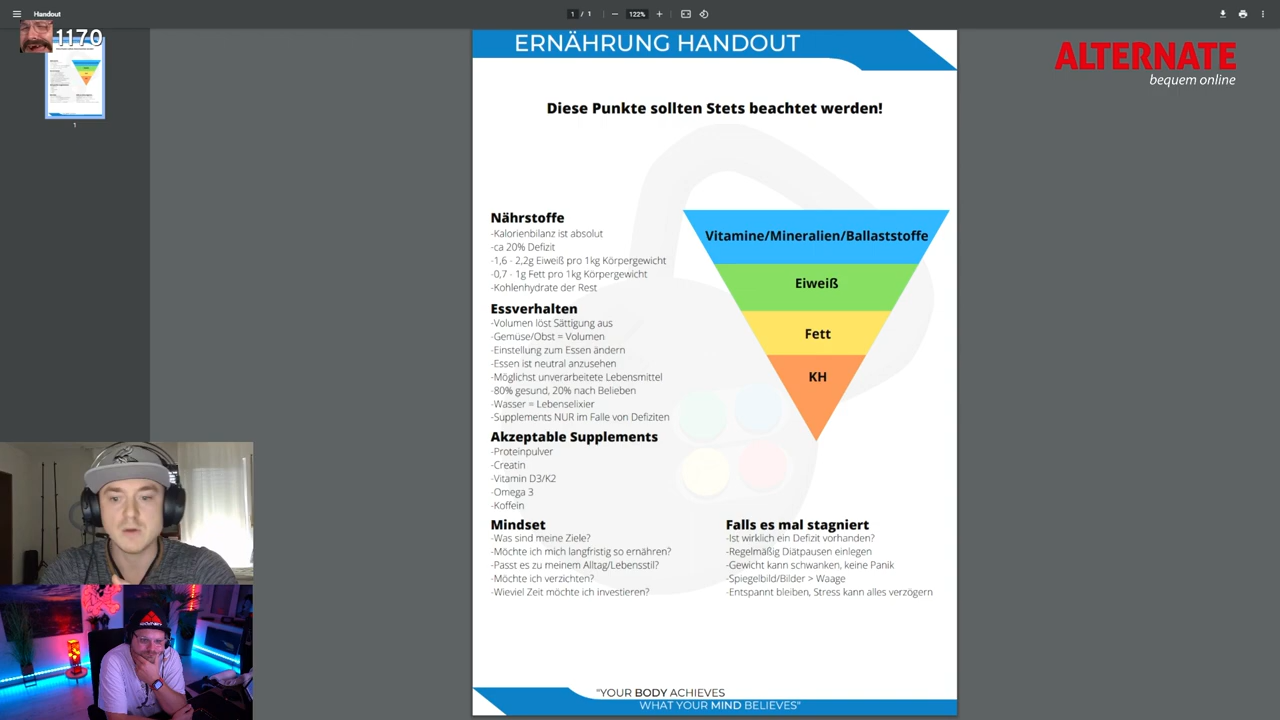 Handout
1 / 1
122%
1170
1
ALTERNATE
bequem online
ERNÄHRUNG HANDOUT
Diese Punkte sollten Stets beachtet werden!
Nährstoffe
-Kalorienbilanz ist absolut
-ca 20% Defizit
-1,6 - 2,2g Eiweiß pro 1kg Körpergewicht
-0,7 - 1g Fett pro 1kg Körpergewicht
-Kohlenhydrate der Rest
Vitamine/Mineralien/Ballaststoffe
Eiweiß
Fett
KH
Essverhalten
-Volumen löst Sättigung aus
-Gemüse/Obst = Volumen
-Einstellung zum Essen ändern
-Essen ist neutral anzusehen
-Möglichst unverarbeitete Lebensmittel
-80% gesund, 20% nach Belieben
-Wasser = Lebenselixier
-Supplements NUR im Falle von Defiziten
Akzeptable Supplements
-Proteinpulver
-Creatin
-Vitamin D3/K2
-Omega 3
-Koffein
Mindset
-Was sind meine Ziele?
-Möchte ich mich langfristig so ernähren?
-Passt es zu meinem Alltag/Lebensstil?
-Möchte ich verzichten?
-Wieviel Zeit möchte ich investieren?
Falls es mal stagniert
-Ist wirklich ein Defizit vorhanden?
-Regelmäßig Diätpausen einlegen
-Gewicht kann schwanken, keine Panik
-Spiegelbild/Bilder > Waage
-Entspannt bleiben, Stress kann alles verzögern
"YOUR BODY ACHIEVES
WHAT YOUR MIND BELIEVES"